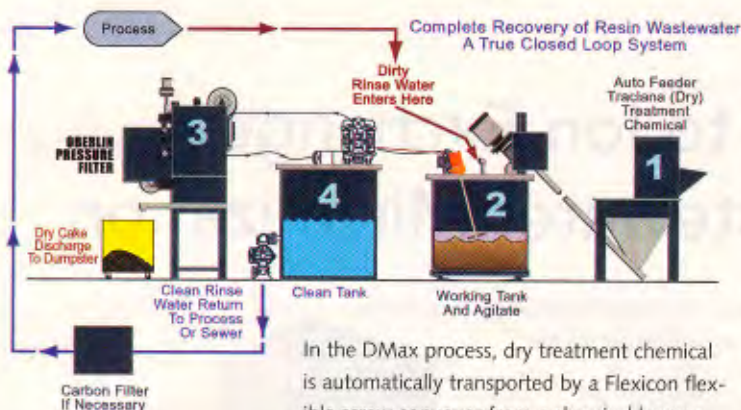 Process
Complete Recovery of Resin Wastewater
A True Closed Loop System
Dirty
Rinse Water
Enters Here
Auto Feeder
Traclana (Dry)
Treatment
Chemical
OBERLIN
PRESSURE
FILTER
3
4
2
1
Dry Cake
Discharge
To Dumpster
Clean Rinse
Water Return
To Process
Or Sewer
Clean Tank
Working Tank
And Agitate
Carbon Filter
If Necessary
In the DMax process, dry treatment chemical
is automatically transported by a Flexicon flex-